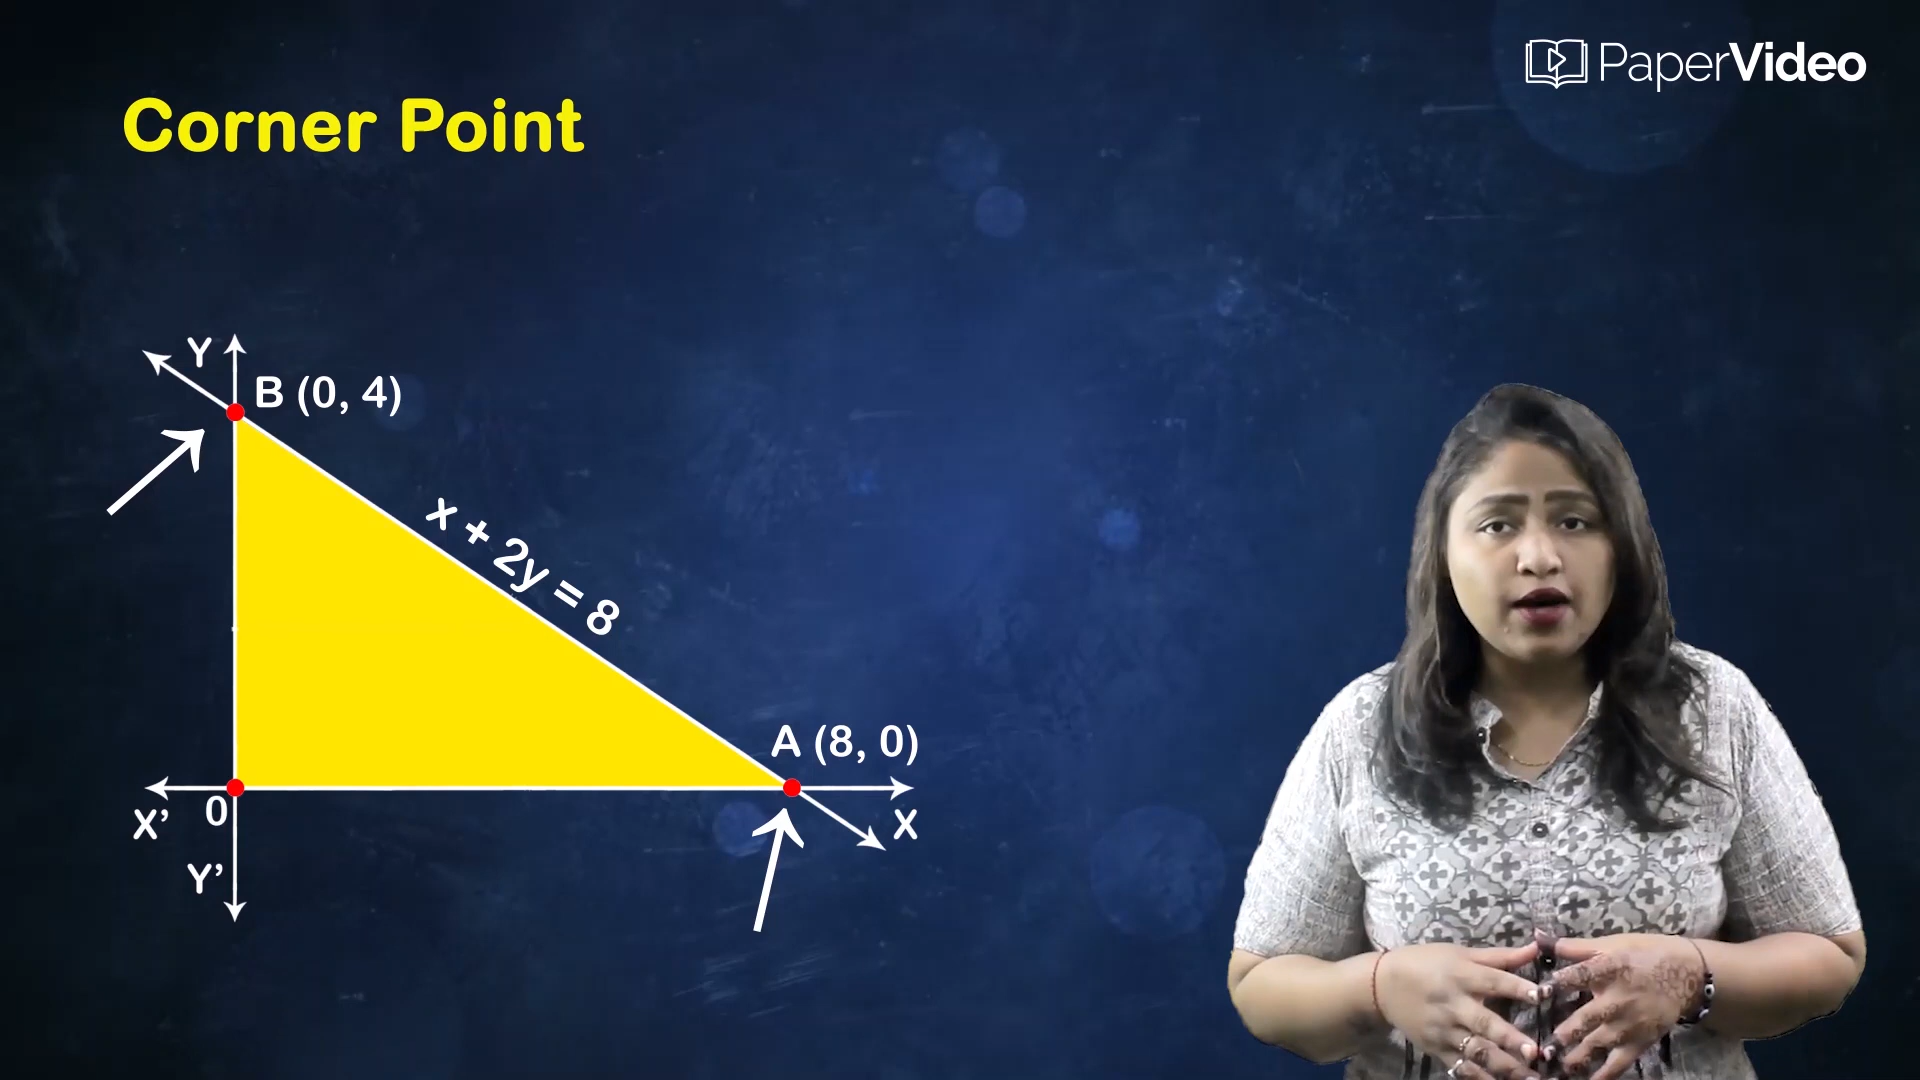 PaperVideo
Corner Point
Y
B (0, 4)
x + 2y = 8
A (8, 0)
X’
0
X
Y’